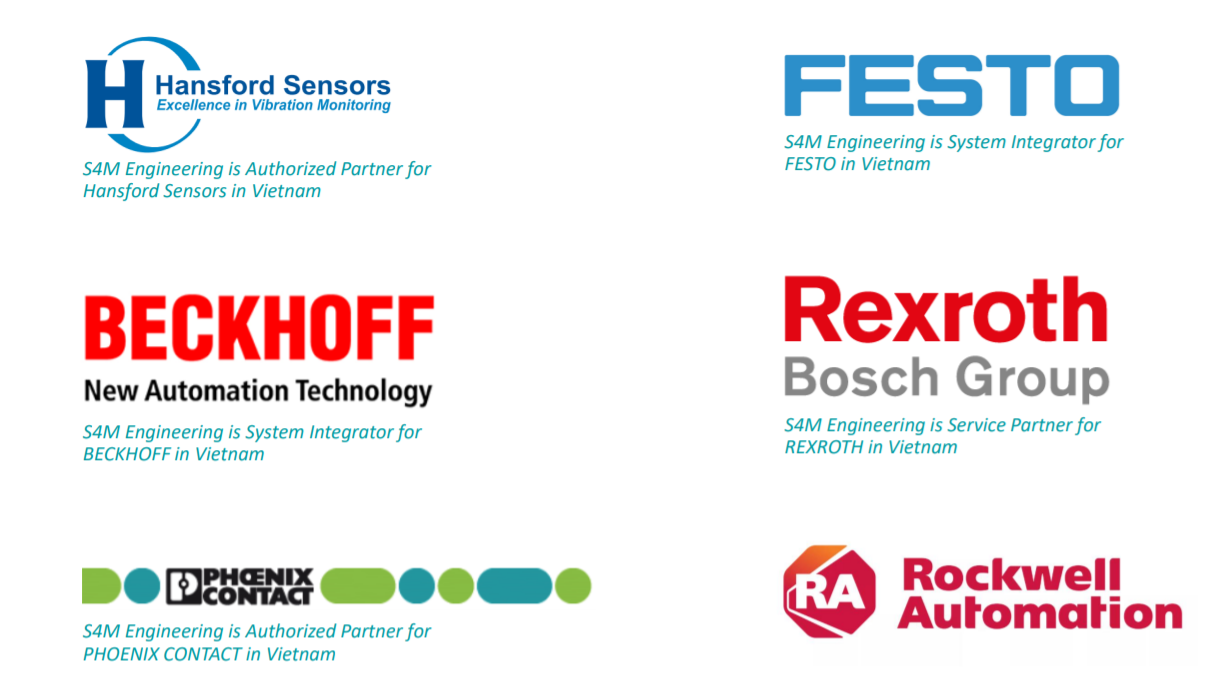 H
Hansford Sensors
Excellence in Vibration Monitoring
S4M Engineering is Authorized Partner for
Hansford Sensors in Vietnam
FESTO
S4M Engineering is System Integrator for
FESTO in Vietnam
BECKHOFF
New Automation Technology
S4M Engineering is System Integrator for
BECKHOFF in Vietnam
Rexroth
Bosch Group
S4M Engineering is Service Partner for
REXROTH in Vietnam
PHŒNIX
CONTACT
S4M Engineering is Authorized Partner for
PHOENIX CONTACT in Vietnam
RA
Rockwell
Automation